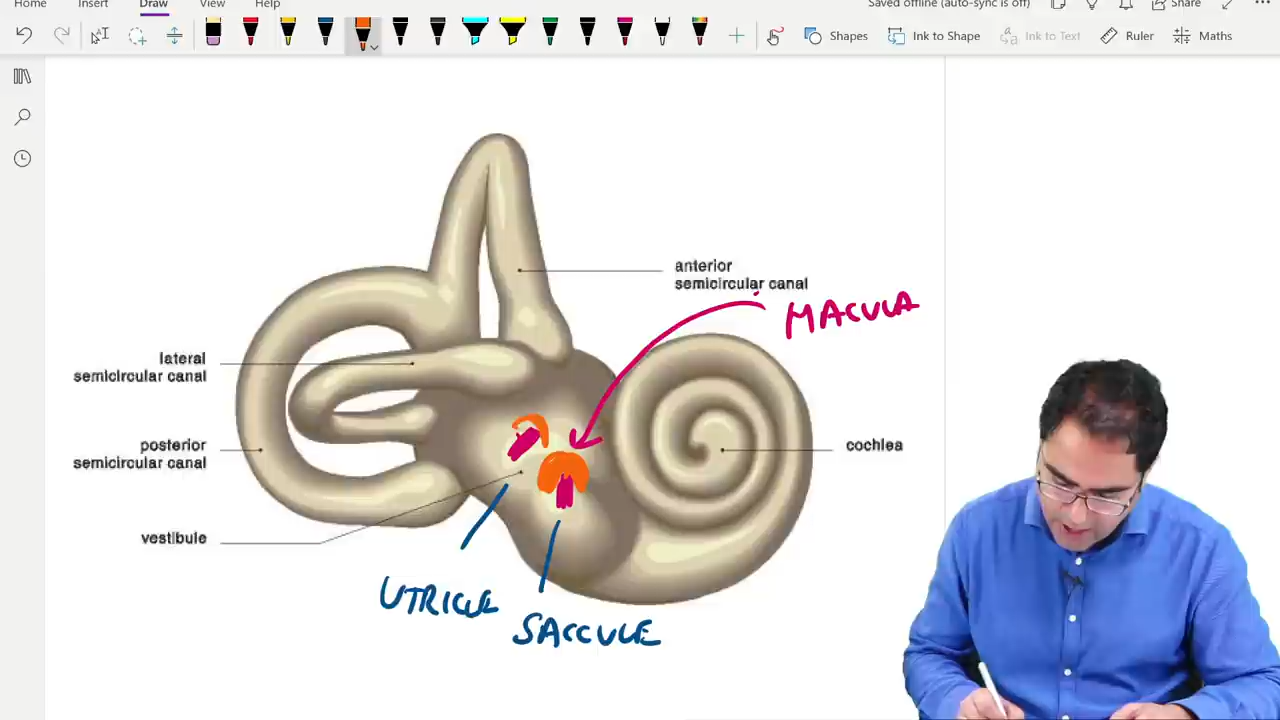 Home Insert Draw View Help Saved offline (auto-sync is off) Share
Shapes Ink to Shape Ink to Text Ruler Maths
anterior
semicircular canal
MACULA
lateral
semicircular canal
posterior
semicircular canal
cochlea
vestibule
UTRICLE
SACCULE